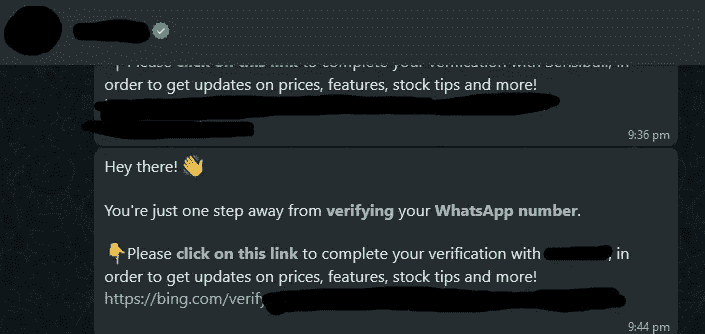 Please click on this link to complete your verification with Sensibull, in
order to get updates on prices, features, stock tips and more!
9:36 pm
Hey there! 👋
You're just one step away from verifying your WhatsApp number.
👇Please click on this link to complete your verification with , in
order to get updates on prices, features, stock tips and more!
https://bing.com/verify
9:44 pm